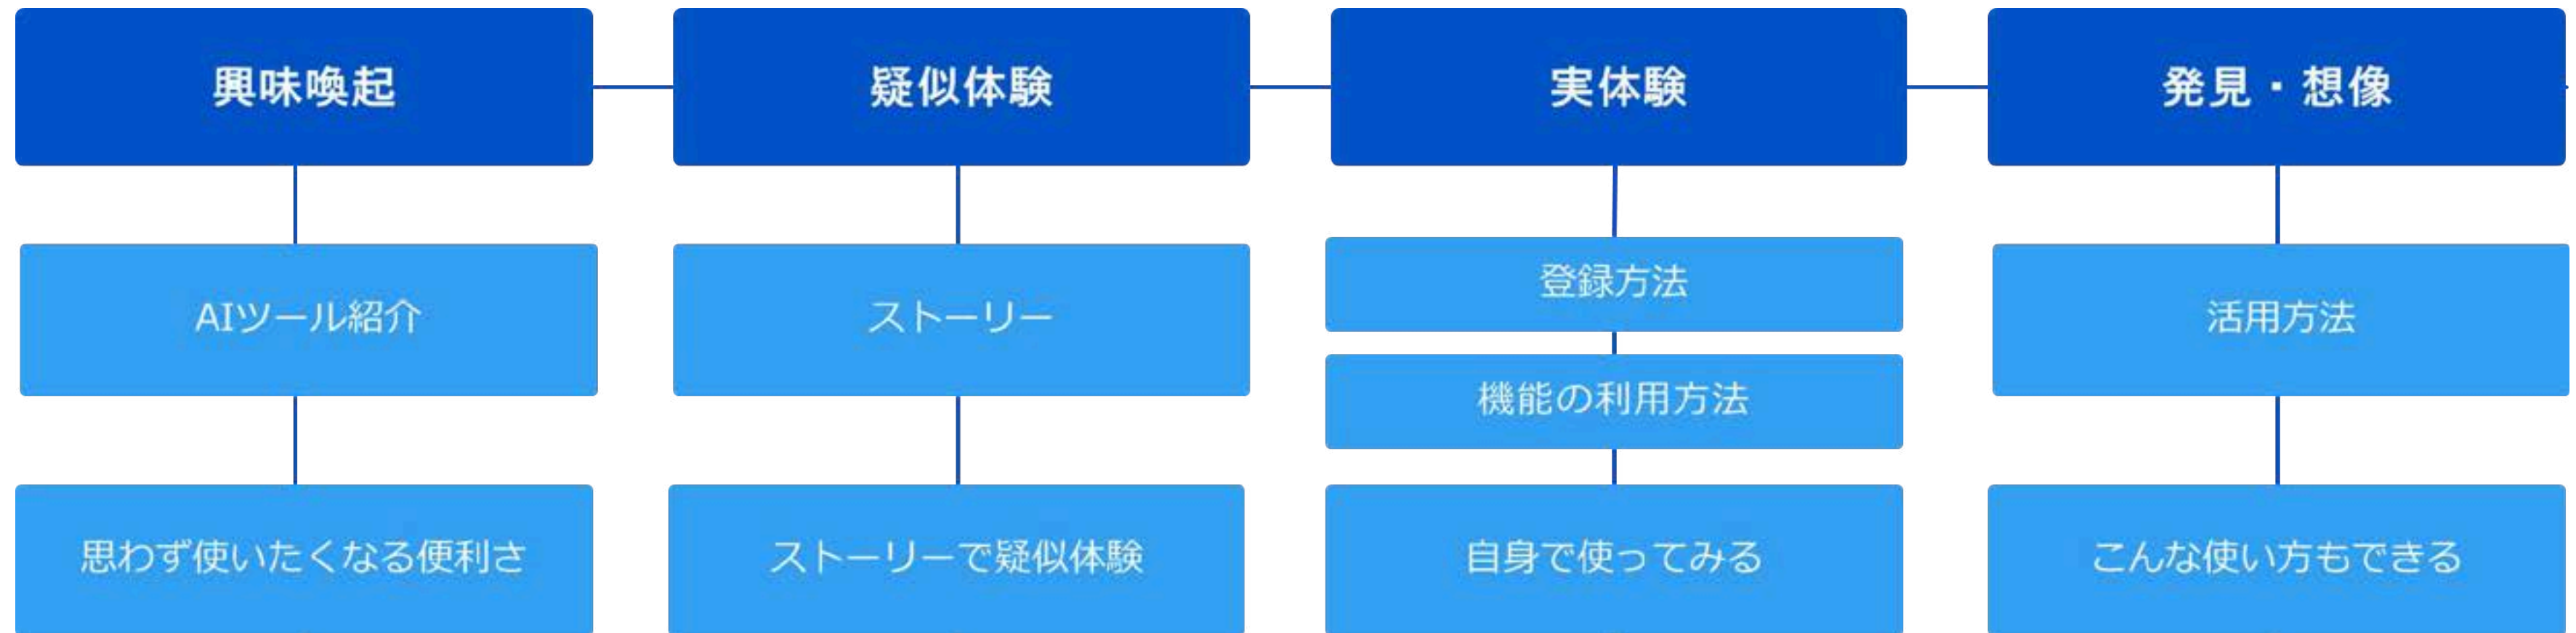 興味喚起
疑似体験
実体験
発見・想像
AIツール紹介
ストーリー
登録方法
機能の利用方法
活用方法
思わず使いたくなる便利さ
ストーリーで疑似体験
自身で使ってみる
こんな使い方もできる